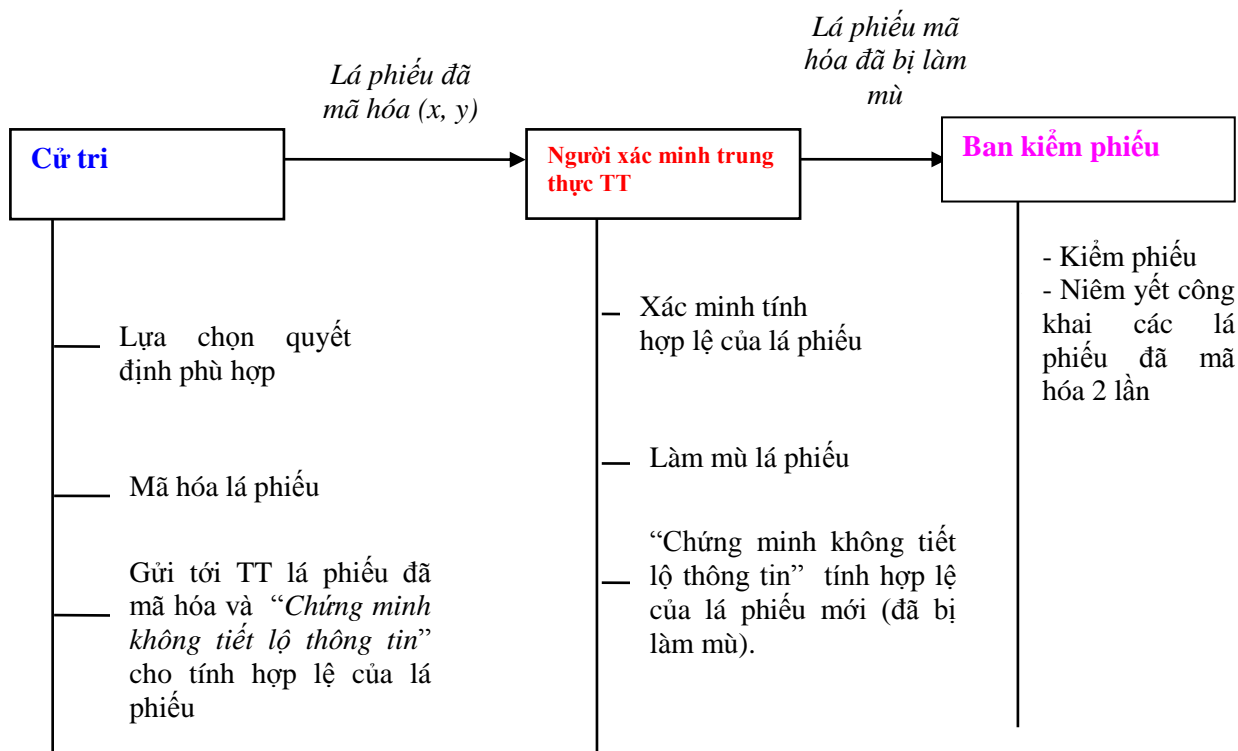 Lá phiếu đã
mã hóa (x, y)
Lá phiếu mã
hóa đã bị làm
mù
Cử tri
Người xác minh trung
thực TT
Ban kiểm phiếu
Lựa chọn quyết
định phù hợp
Mã hóa lá phiếu
Gửi tới TT lá phiếu đã
mã hóa và “Chứng minh
không tiết lộ thông tin”
cho tính hợp lệ của lá
phiếu
Xác minh tính
hợp lệ của lá phiếu
Làm mù lá phiếu
“Chứng minh không tiết
lộ thông tin” tính hợp lệ
của lá phiếu mới (đã bị
làm mù).
- Kiểm phiếu
- Niêm yết công
khai các lá
phiếu đã mã
hóa 2 lần